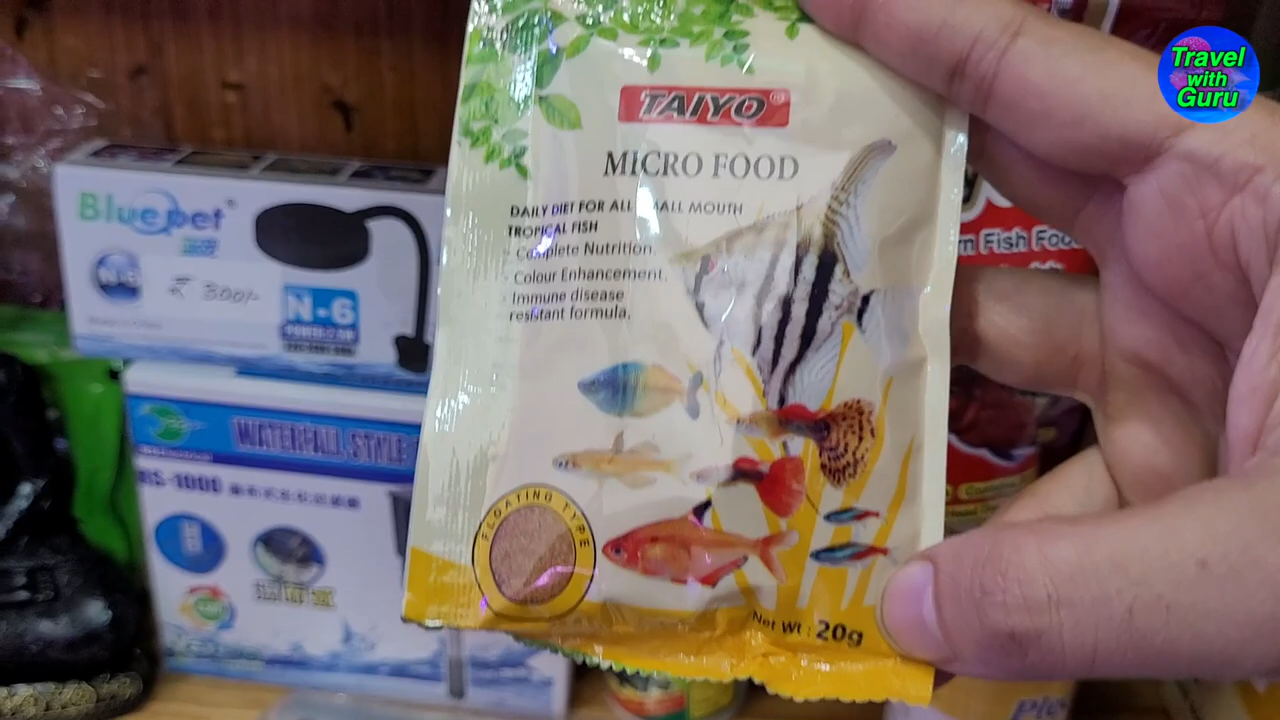 TAIYO
MICRO FOOD
DAILY DIET FOR ALL SMALL MOUTH
TROPICAL FISH
- Complete Nutrition
- Colour Enhancement.
- Immune disease
resistant formula.
FLOATING TYPE
Net Wt : 20g
Travel
with
Guru
Bluepet
N-6
₹ 300/-
N-6
WATERFALL STYLE
RS-1000
Fish Food